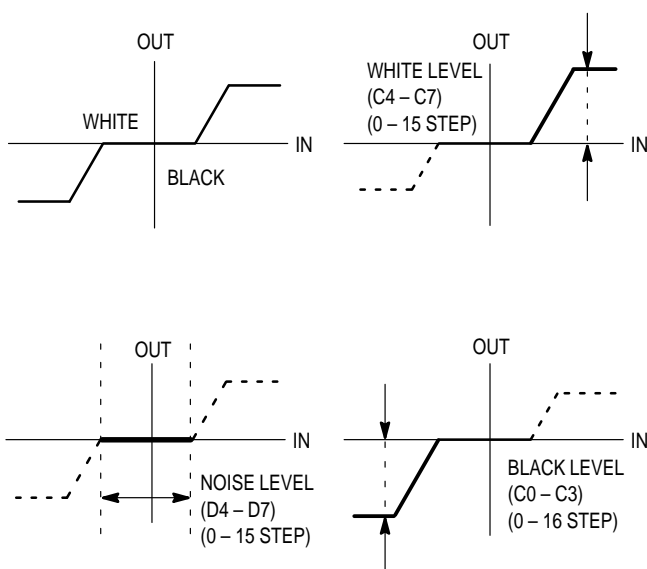 OUT
WHITE
IN
BLACK
OUT
WHITE LEVEL
(C4 – C7)
(0 – 15 STEP)
IN
OUT
IN
NOISE LEVEL
(D4 – D7)
(0 – 15 STEP)
OUT
IN
BLACK LEVEL
(C0 – C3)
(0 – 16 STEP)